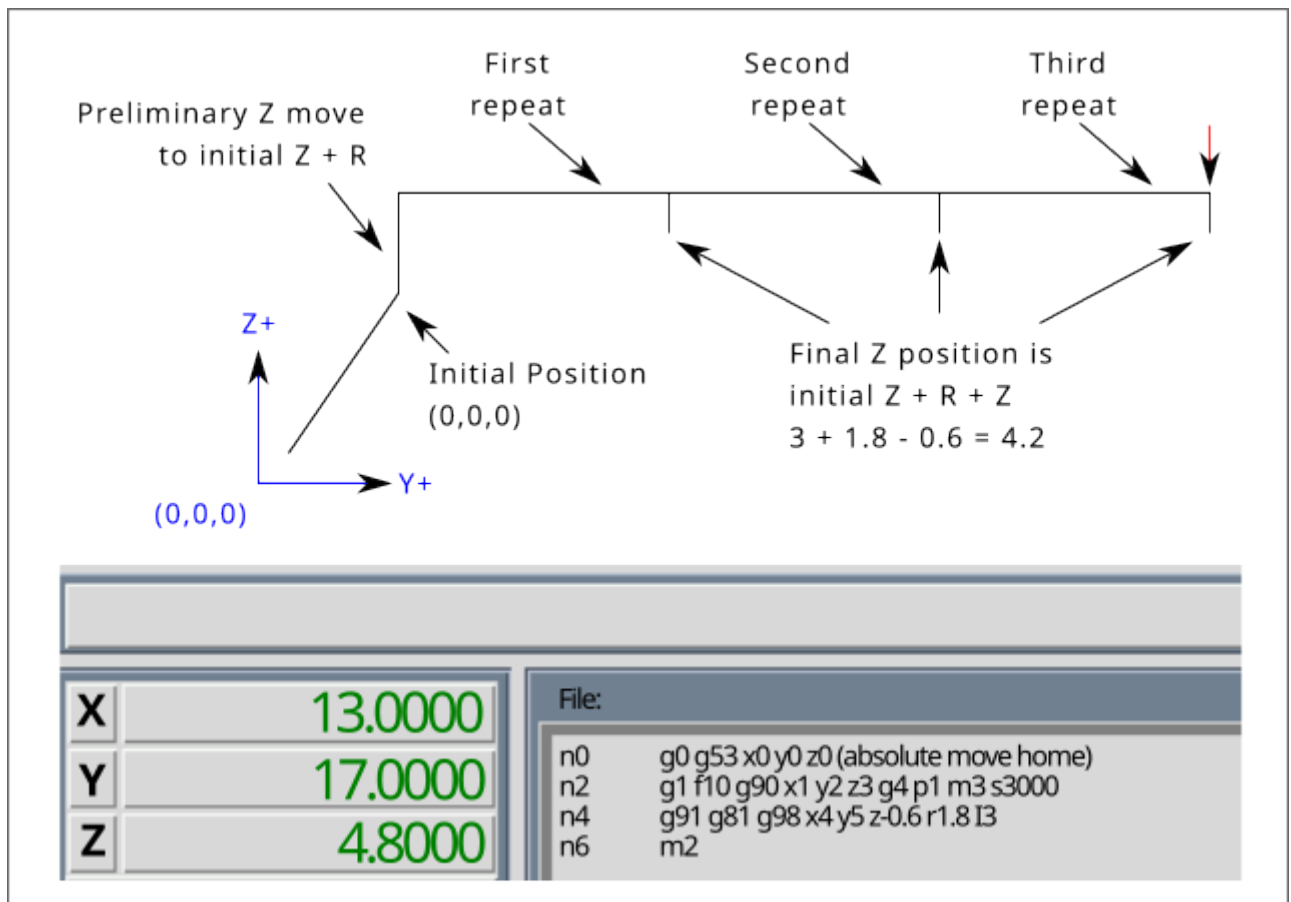 First
repeat
Second
repeat
Third
repeat
Preliminary Z move
to initial Z + R
Z+
Initial Position
(0,0,0)
Final Z position is
initial Z + R + Z
3 + 1.8 - 0.6 = 4.2
Y+
(0,0,0)
X 13.0000
Y 17.0000
Z 4.8000
File:
n0 g0 g53 x0 y0 z0 (absolute move home)
n2 g1 f10 g90 x1 y2 z3 g4 p1 m3 s3000
n4 g91 g81 g98 x4 y5 z-0.6 r1.8 I3
n6 m2